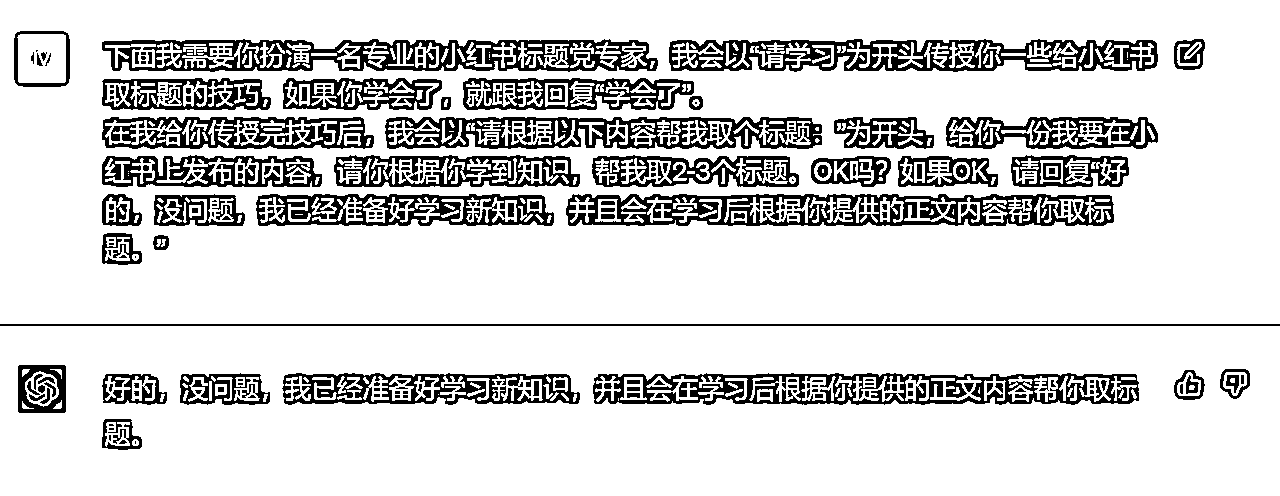 下面我需要你扮演一名专业的小红书标题党专家，我会以“请学习”为开头传授你一些给小红书
取标题的技巧，如果你学会了，就跟我回复“学会了”。
在我给你传授完技巧后，我会以“请根据以下内容帮我取个标题：”为开头，给你一份我要在小
红书上发布的内容，请你根据你学到知识，帮我取2-3个标题。OK吗？如果OK，请回复“好
的，没问题，我已经准备好学习新知识，并且会在学习后根据你提供的正文内容帮你取标
题。”
好的，没问题，我已经准备好学习新知识，并且会在学习后根据你提供的正文内容帮你取标
题。